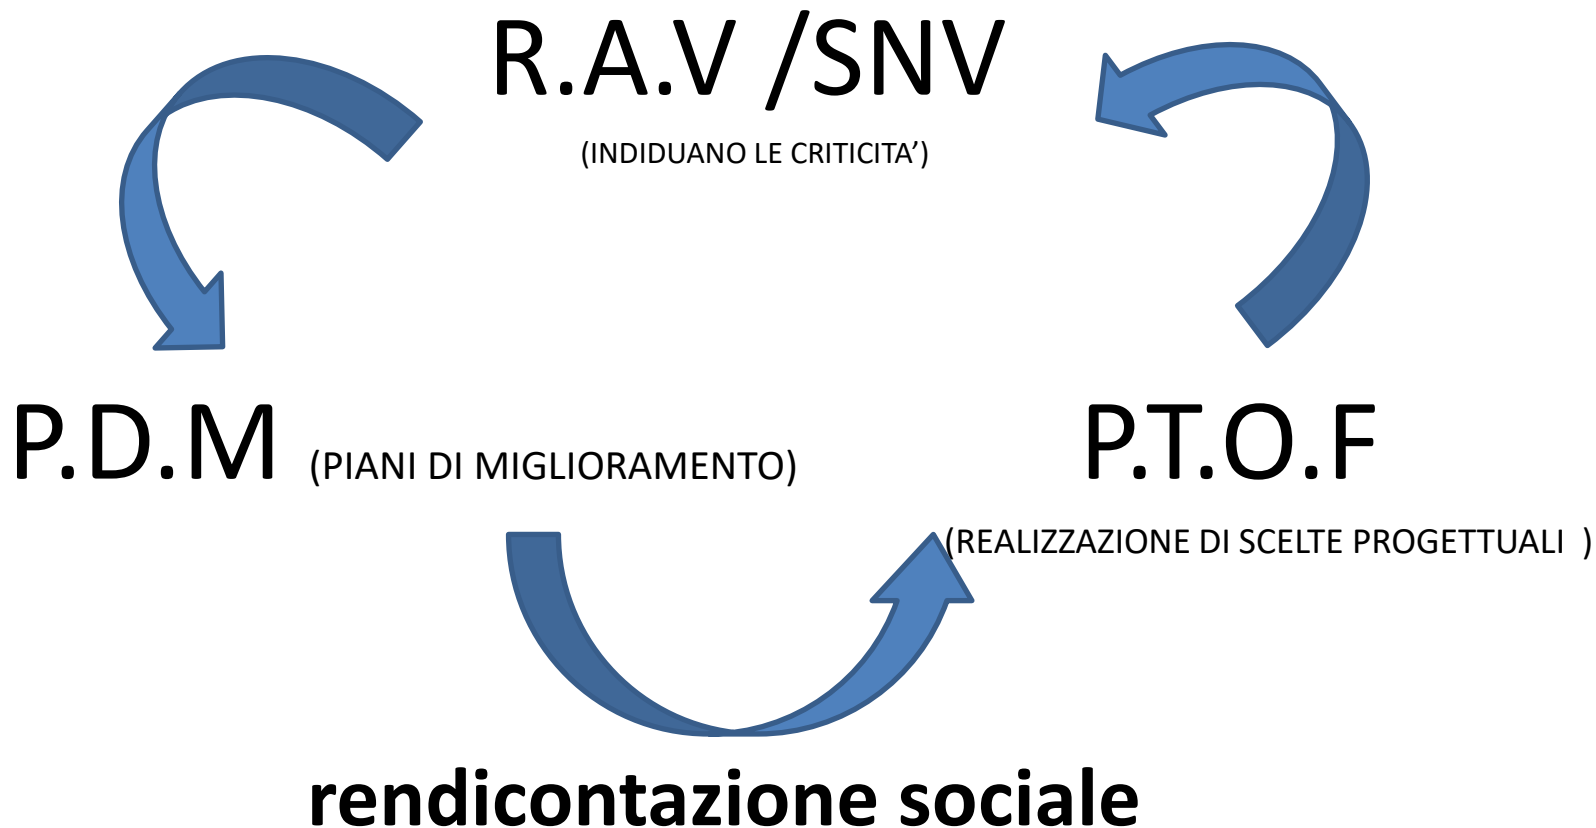 R.A.V /SNV
(INDIDUANO LE CRITICITA’)
P.D.M (PIANI DI MIGLIORAMENTO)
P.T.O.F
(REALIZZAZIONE DI SCELTE PROGETTUALI )
rendicontazione sociale